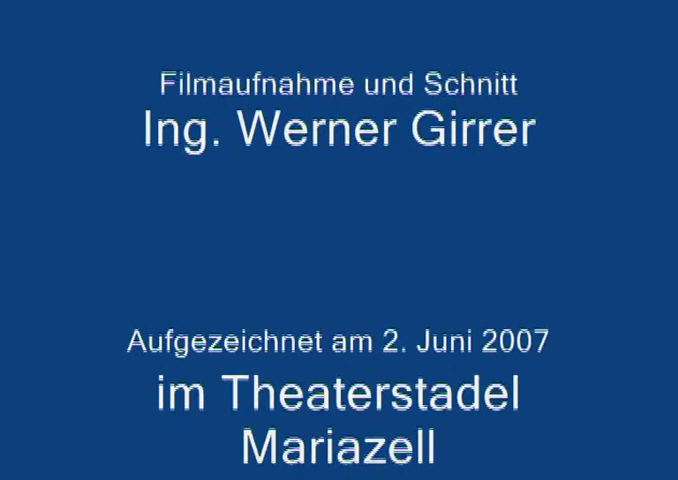 Filmaufnahme und Schnitt
Ing. Werner Girrer
Aufgezeichnet am 2. Juni 2007
im Theaterstadel
Mariazell